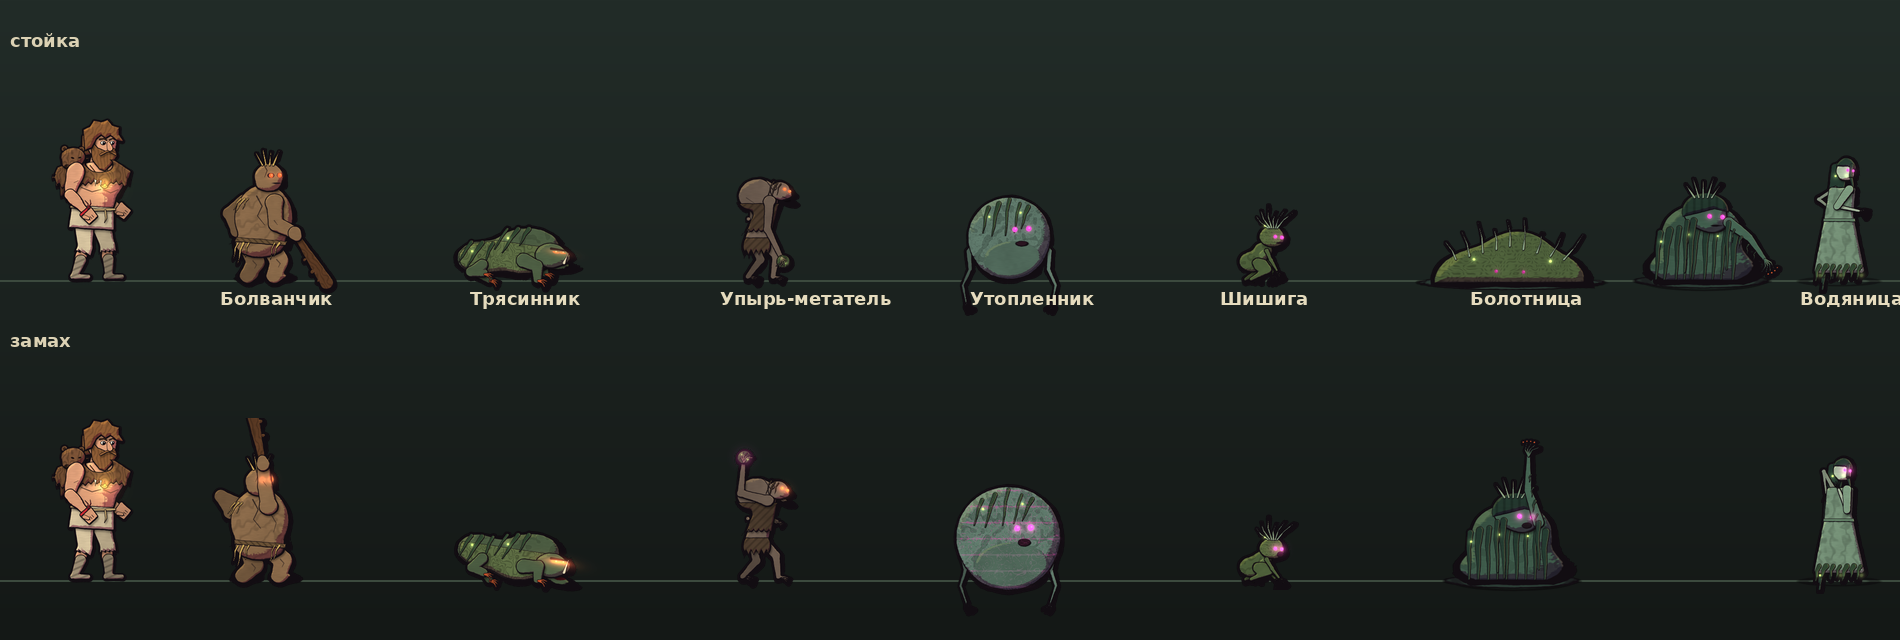 стойка
Болванчик Трясинник Упырь-метатель Утопленник Шишига Болотница Водяница
замах